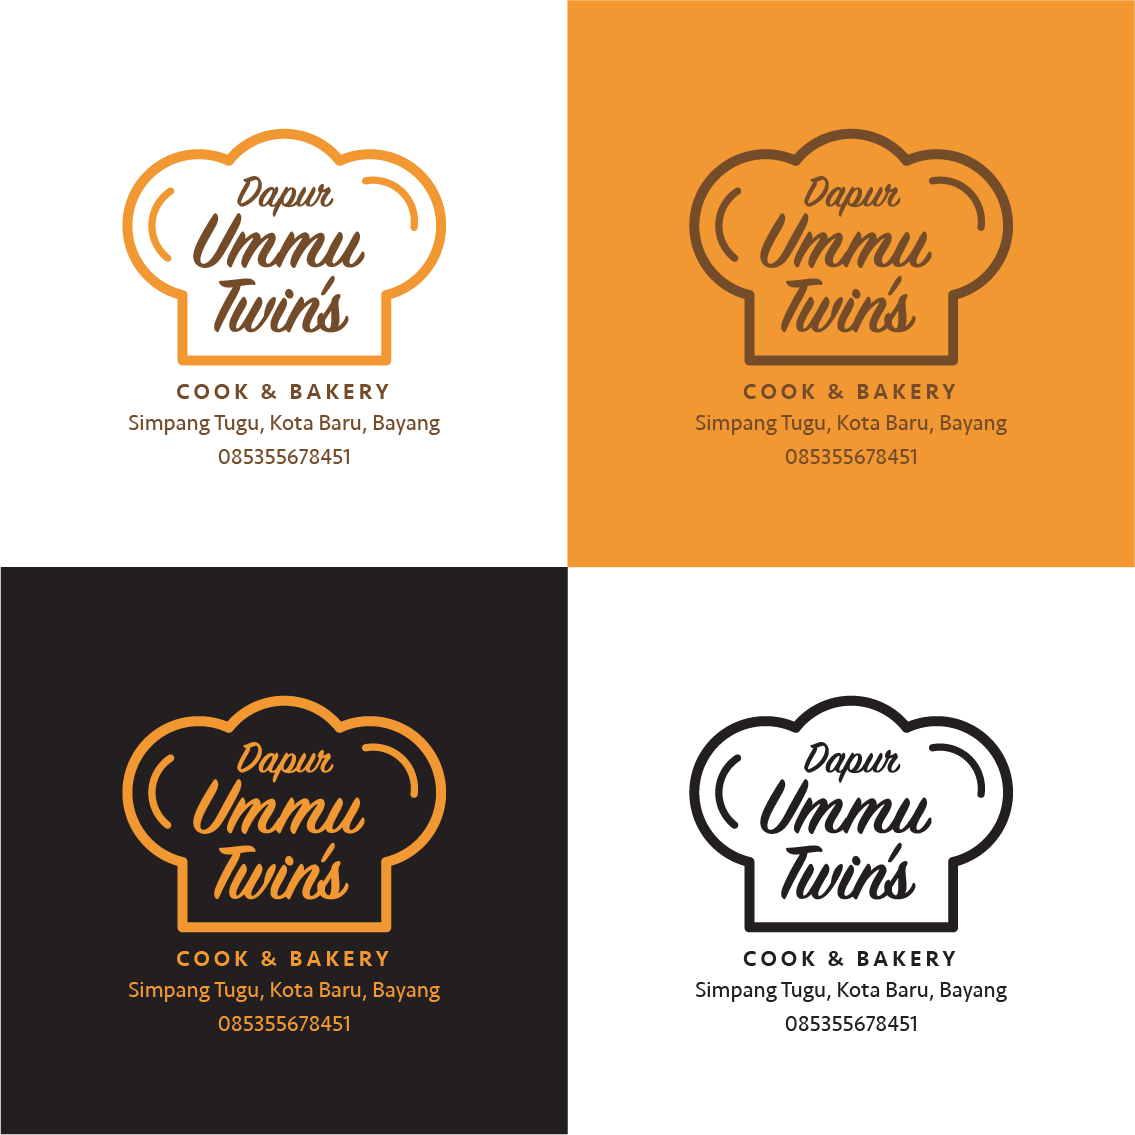 Dapur
Ummu
Twin's
COOK & BAKERY
Simpang Tugu, Kota Baru, Bayang
085355678451
Dapur
Ummu
Twin's
COOK & BAKERY
Simpang Tugu, Kota Baru, Bayang
085355678451
Dapur
Ummu
Twin's
COOK & BAKERY
Simpang Tugu, Kota Baru, Bayang
085355678451
Dapur
Ummu
Twin's
COOK & BAKERY
Simpang Tugu, Kota Baru, Bayang
085355678451